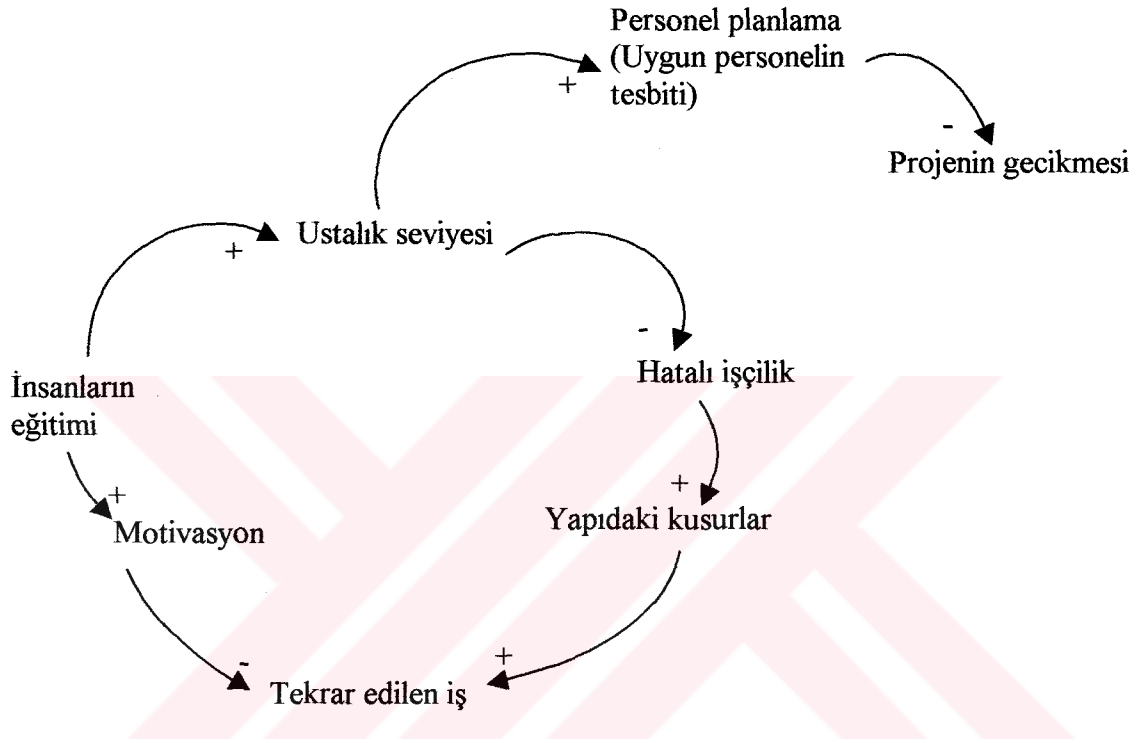 Personel planlama
(Uygun personelin
tesbiti)
+
-
Projenin gecikmesi
Ustalık seviyesi
+
-
Hatalı işçilik
İnsanların
eğitimi
+
Motivasyon
+
Yapıdaki kusurlar
-
+
Tekrar edilen iş